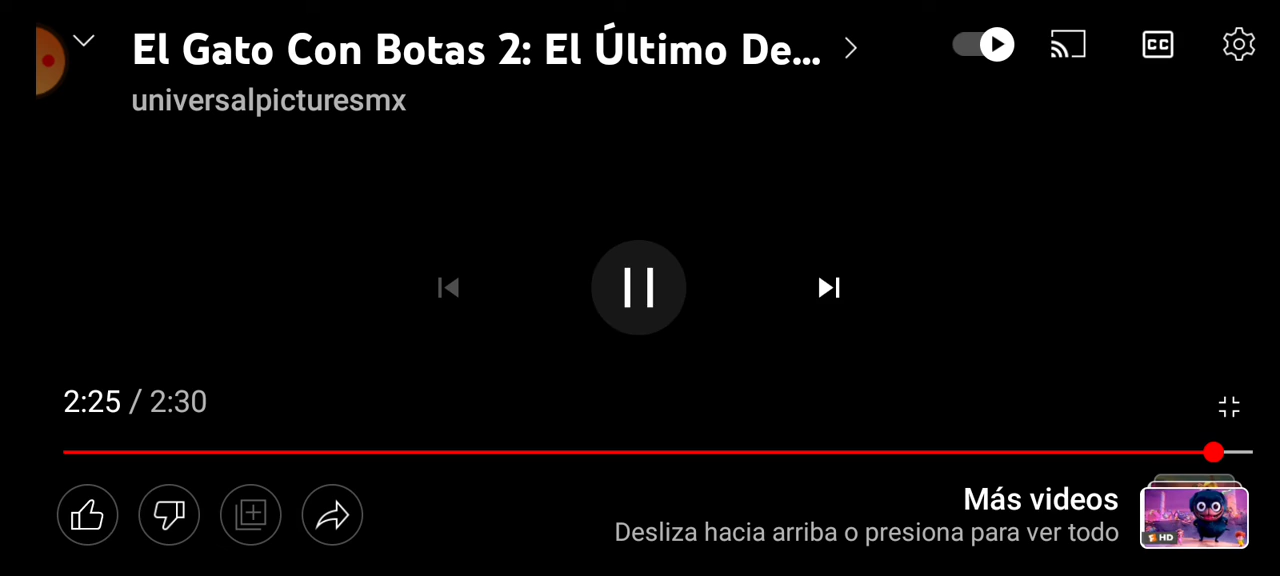 El Gato Con Botas 2: El Último De...
universalpicturesmx
CC
2:25 / 2:30
Más videos
Desliza hacia arriba o presiona para ver todo
HD